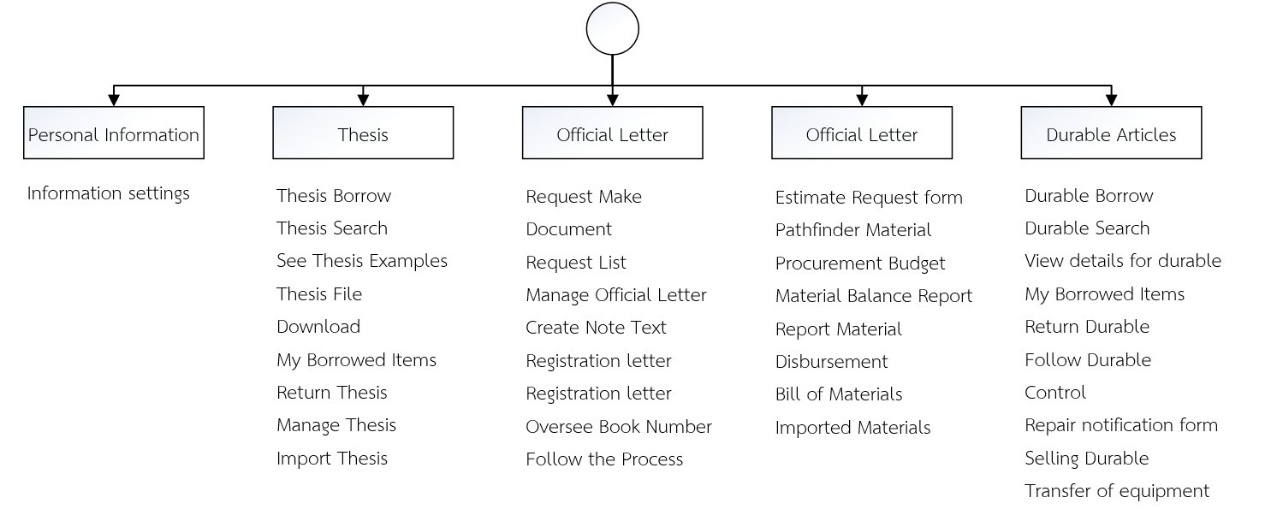 Personal Information
Thesis
Official Letter
Official Letter
Durable Articles
Information settings
Thesis Borrow
Thesis Search
See Thesis Examples
Thesis File
Download
My Borrowed Items
Return Thesis
Manage Thesis
Import Thesis
Request Make
Document
Request List
Manage Official Letter
Create Note Text
Registration letter
Registration letter
Oversee Book Number
Follow the Process
Estimate Request form
Pathfinder Material
Procurement Budget
Material Balance Report
Report Material
Disbursement
Bill of Materials
Imported Materials
Durable Borrow
Durable Search
View details for durable
My Borrowed Items
Return Durable
Follow Durable
Control
Repair notification form
Selling Durable
Transfer of equipment